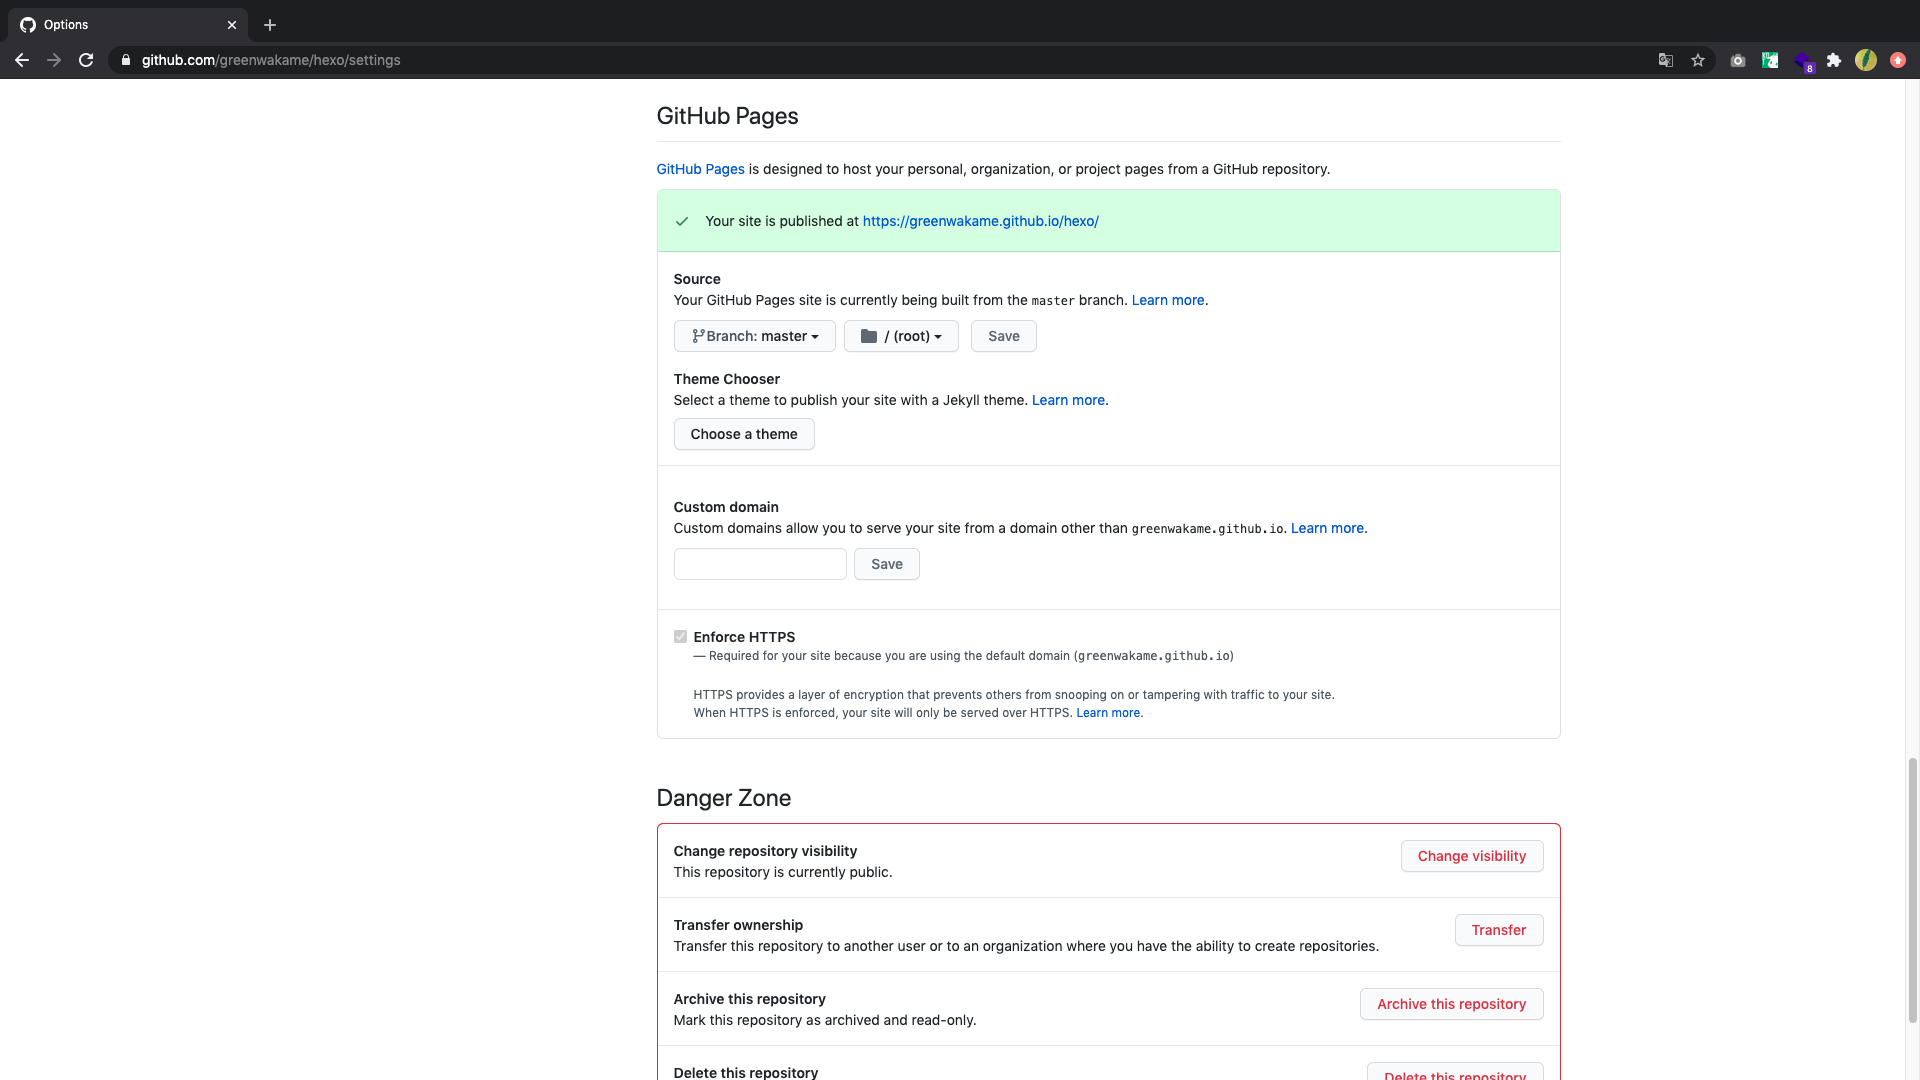 Options
github.com/greenwakame/hexo/settings
8
GitHub Pages
GitHub Pages is designed to host your personal, organization, or project pages from a GitHub repository.
Your site is published at https://greenwakame.github.io/hexo/
Source
Your GitHub Pages site is currently being built from the master branch. Learn more.
Branch: master
/ (root)
Save
Theme Chooser
Select a theme to publish your site with a Jekyll theme. Learn more.
Choose a theme
Custom domain
Custom domains allow you to serve your site from a domain other than greenwakame.github.io. Learn more.
Save
Enforce HTTPS
— Required for your site because you are using the default domain (greenwakame.github.io)
HTTPS provides a layer of encryption that prevents others from snooping on or tampering with traffic to your site.
When HTTPS is enforced, your site will only be served over HTTPS. Learn more.
Danger Zone
Change repository visibility
This repository is currently public.
Change visibility
Transfer ownership
Transfer this repository to another user or to an organization where you have the ability to create repositories.
Transfer
Archive this repository
Mark this repository as archived and read-only.
Archive this repository
Delete this repository
Delete this repository